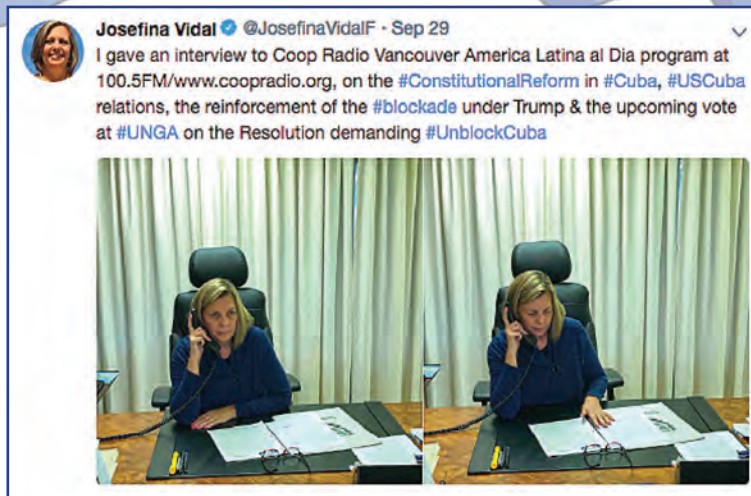 Josefina Vidal @JosefinaVidalF · Sep 29
I gave an interview to Coop Radio Vancouver America Latina al Dia program at
100.5FM/www.coopradio.org, on the #ConstitutionalReform in #Cuba, #USCuba
relations, the reinforcement of the #blockade under Trump & the upcoming vote
at #UNGA on the Resolution demanding #UnblockCuba